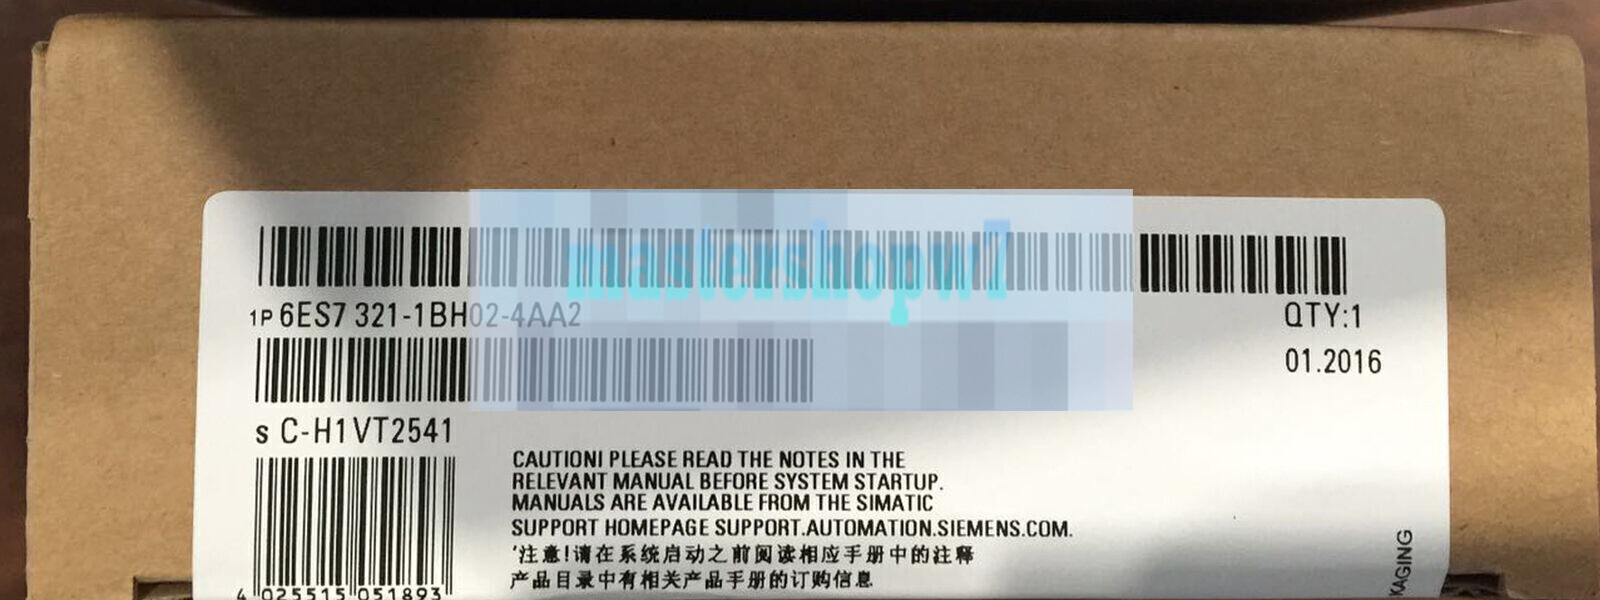 mastershopw1
1P 6ES7 321-1BH02-4AA2
QTY:1
01.2016
S C-H1VT2541
CAUTION! PLEASE READ THE NOTES IN THE
RELEVANT MANUAL BEFORE SYSTEM STARTUP.
MANUALS ARE AVAILABLE FROM THE SIMATIC
SUPPORT HOMEPAGE SUPPORT.AUTOMATION.SIEMENS.COM.
'注意!请在系统启动之前阅读相应手册中的注释
产品目录中有相关产品手册的订购信息
4 025515 051893